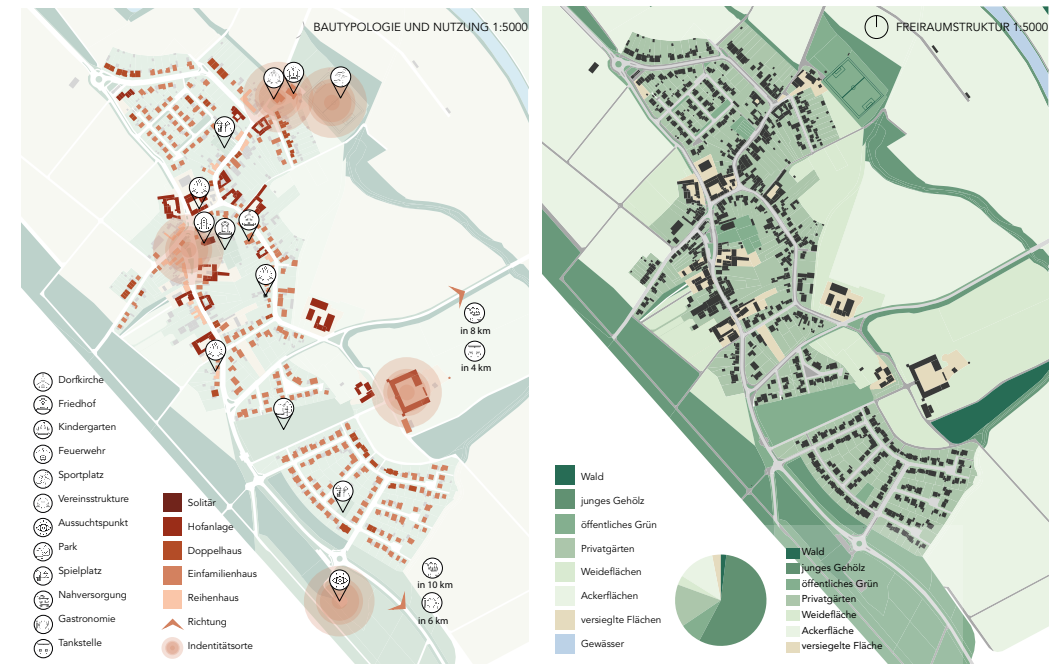 BAUTYPOLOGIE UND NUTZUNG 1:5000
in 8 km
in 4 km
Dorfkirche
Friedhof
Kindergarten
Feuerwehr
Sportplatz
Vereinsstrukture
Aussuchtspunkt
Park
Spielplatz
Nahversorgung
Gastronomie
Tankstelle
Solitär
Hofanlage
Doppelhaus
Einfamilienhaus
Reihenhaus
Richtung
Indentitätsorte
in 10 km
in 6 km
FREIRAUMSTRUKTUR 1:5000
Wald
junges Gehölz
öffentliches Grün
Privatgärten
Weideflächen
Ackerflächen
versieglte Flächen
Gewässer
Wald
junges Gehölz
öffentliches Grün
Privatgärten
Weidefläche
Ackerfläche
versiegelte Fläche